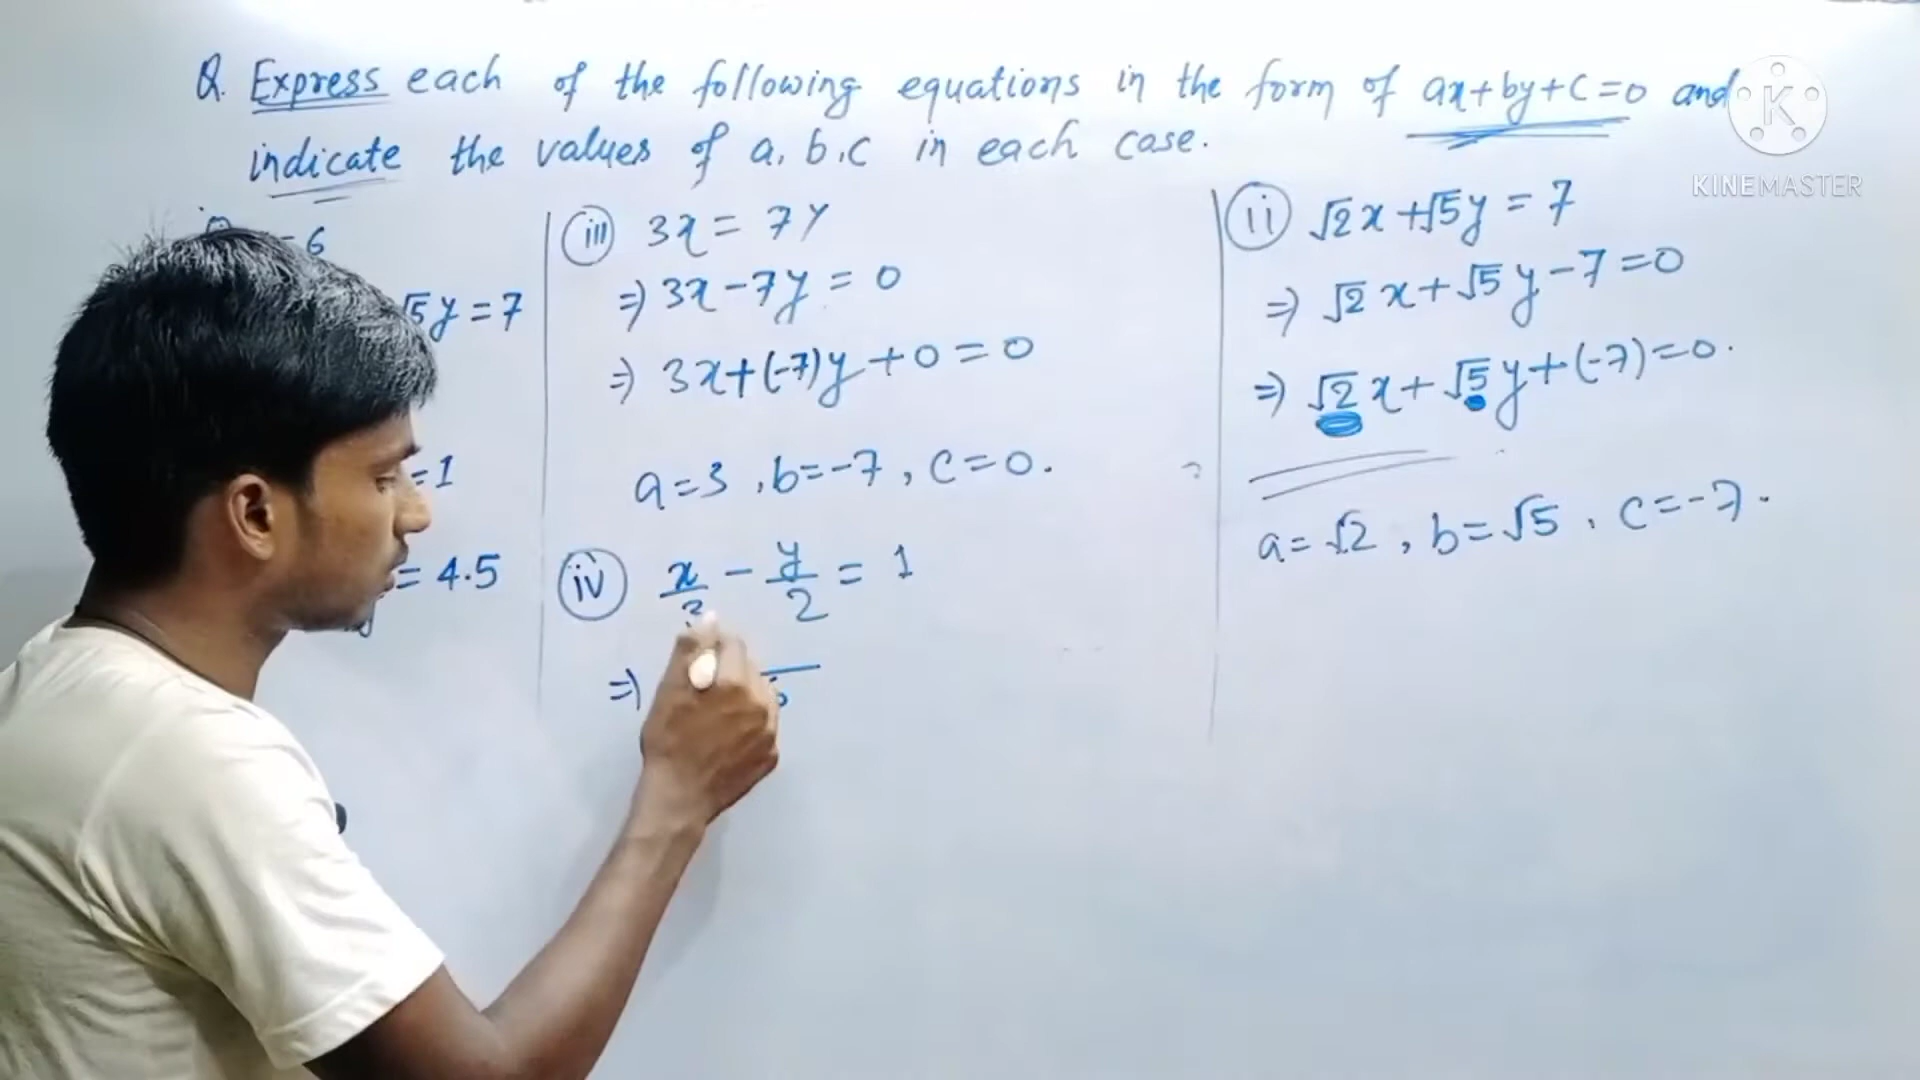 Q. Express each of the following equations in the form of ax+by+c=0 and
indicate the values of a, b, c in each case.
=6
√5y=7
=1
=4.5
(iii) 3x = 7y
⇒ 3x-7y = 0
⇒ 3x+(-7)y+0=0
a=3, b=-7, c=0.
(iv) x/3 - y/2 = 1
⇒
(ii) √2x+√5y=7
⇒ √2x+√5y-7=0
⇒ √2x+√5y+(-7)=0.
a=√2, b=√5, c=-7.
KINEMASTER